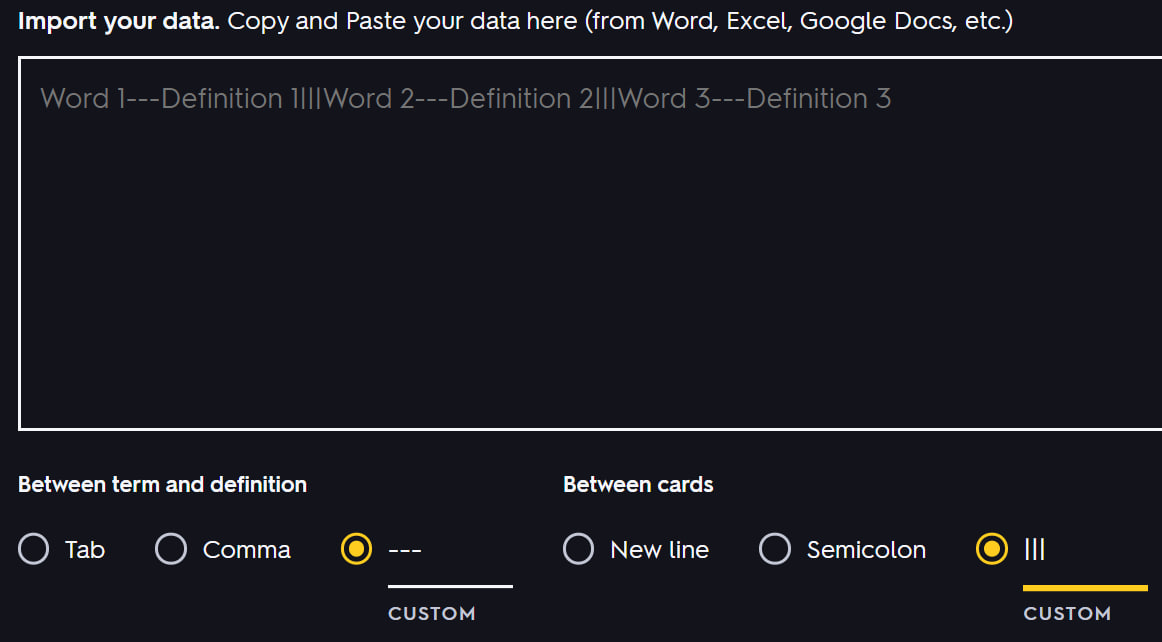 Import your data. Copy and Paste your data here (from Word, Excel, Google Docs, etc.)
Word 1---Definition 1|||Word 2---Definition 2|||Word 3---Definition 3
Between term and definition
Between cards
Tab
Comma
---
New line
Semicolon
|||
CUSTOM
CUSTOM